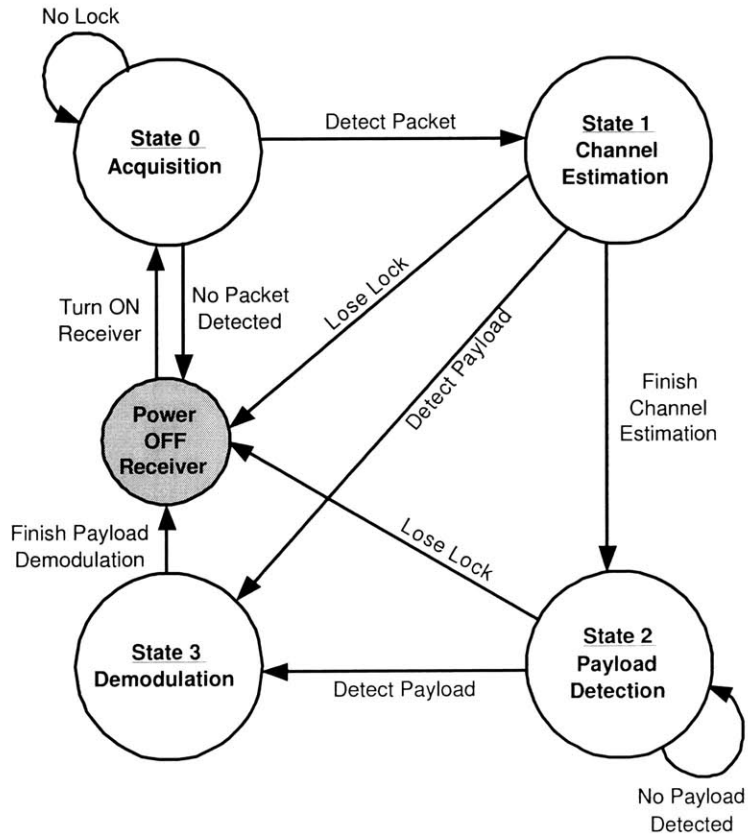 No Lock
State 0
Acquisition
Detect Packet
State 1
Channel
Estimation
Turn ON
Receiver
No Packet
Detected
Lose Lock
Detect Payload
Finish
Channel
Estimation
Power
OFF
Receiver
Finish Payload
Demodulation
Lose Lock
State 3
Demodulation
Detect Payload
State 2
Payload
Detection
No Payload
Detected